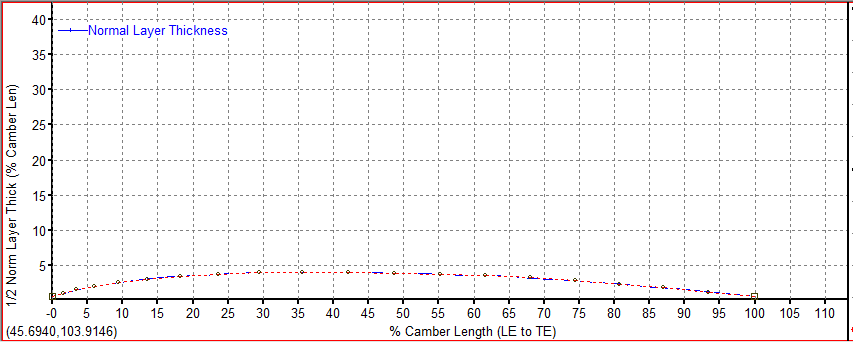 40
Normal Layer Thickness
35
30
25
20
15
10
5
1/2 Norm Layer Thick (% Camber Len)
-0 5 10 15 20 25 30 35 40 45 50 55 60 65 70 75 80 85 90 95 100 105 110
(45.6940,103.9146) % Camber Length (LE to TE)